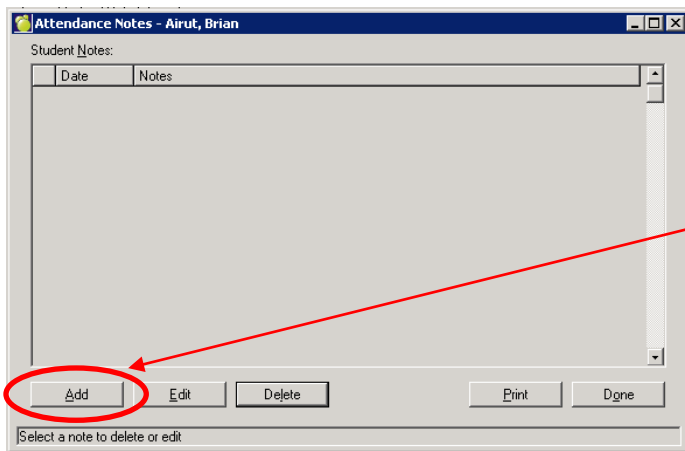 Attendance Notes - Airut, Brian
Student Notes:
Date Notes
Add Edit Delete Print Done
Select a note to delete or edit